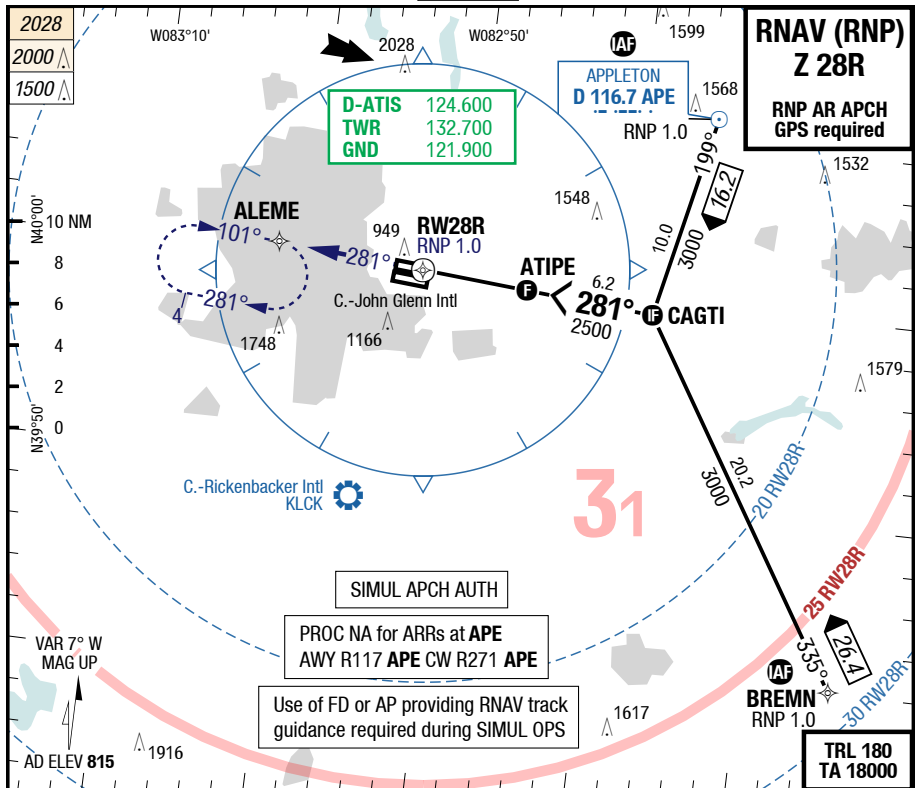 2028
2000
1500
W083°10'
W082°50'
RNAV (RNP)
Z 28R
RNP AR APCH
GPS required
2028
1599
IAF
APPLETON
D 116.7 APE
RNP 1.0
1568
D-ATIS 124.600
TWR 132.700
GND 121.900
199°
16.2
1532
1548
10.0
3000
N40°00'
10 NM
8
6
4
2
0
N39°50'
ALEME
101°
281°
4
949
281°
RW28R
RNP 1.0
C.-John Glenn Intl
ATIPE
F
6.2
281°
2500
IF CAGTI
1748
1166
1579
C.-Rickenbacker Intl
KLCK
31
20.2
3000
20 RW28R
25 RW28R
30 RW28R
SIMUL APCH AUTH
PROC NA for ARRs at APE
AWY R117 APE CW R271 APE
Use of FD or AP providing RNAV track
guidance required during SIMUL OPS
VAR 7° W
MAG UP
AD ELEV 815
1916
1617
335°
26.4
IAF
BREMN
RNP 1.0
TRL 180
TA 18000